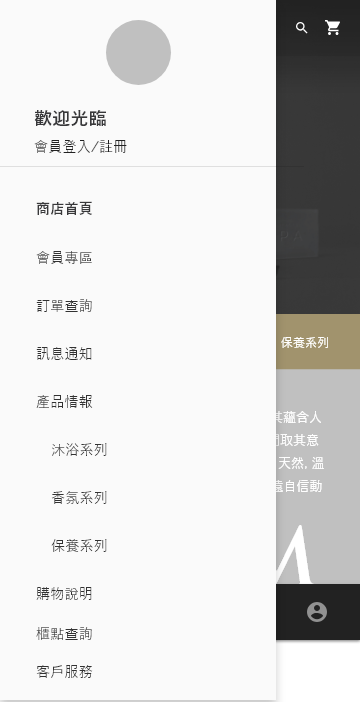 歡迎光臨
會員登入/註冊
商店首頁
會員專區
訂單查詢
訊息通知
產品情報
沐浴系列
香氛系列
保養系列
購物說明
櫃點查詢
客戶服務
保養系列
其蘊含人
取其意
天然, 溫
自信動